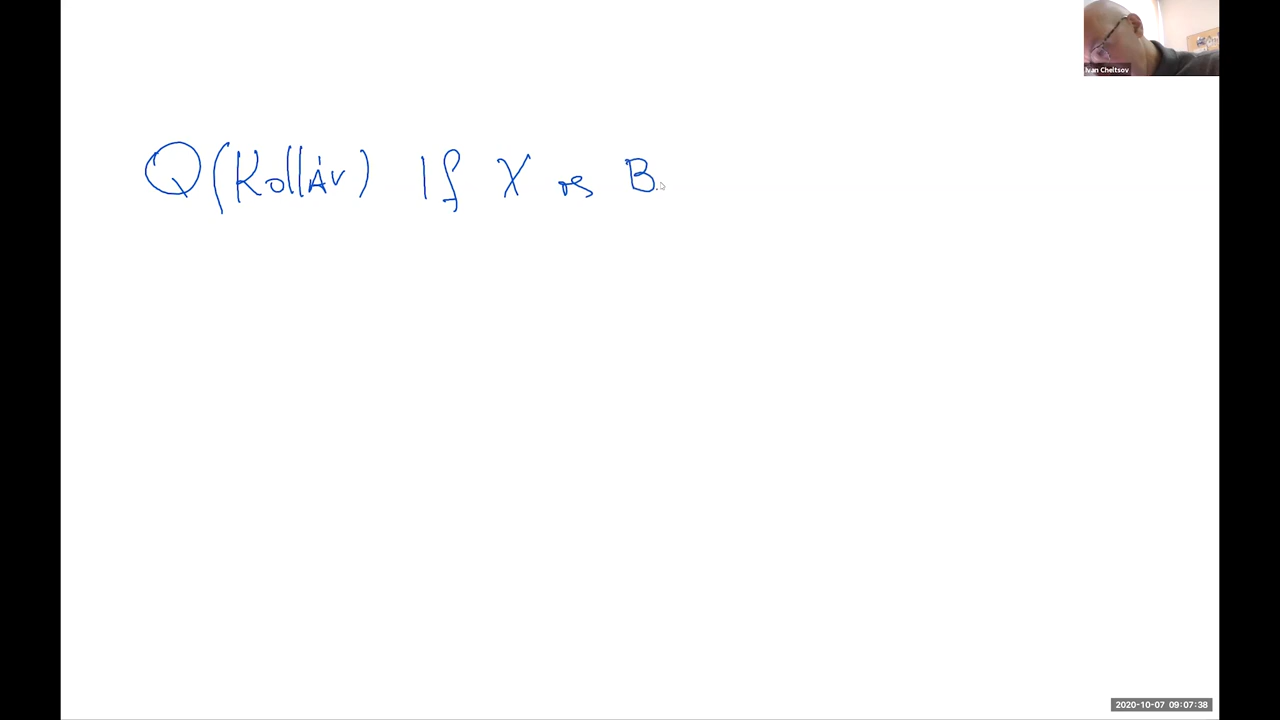 Ivan Cheltsov
Q (Kollár) If X is B.
2020-10-07 09:07:38